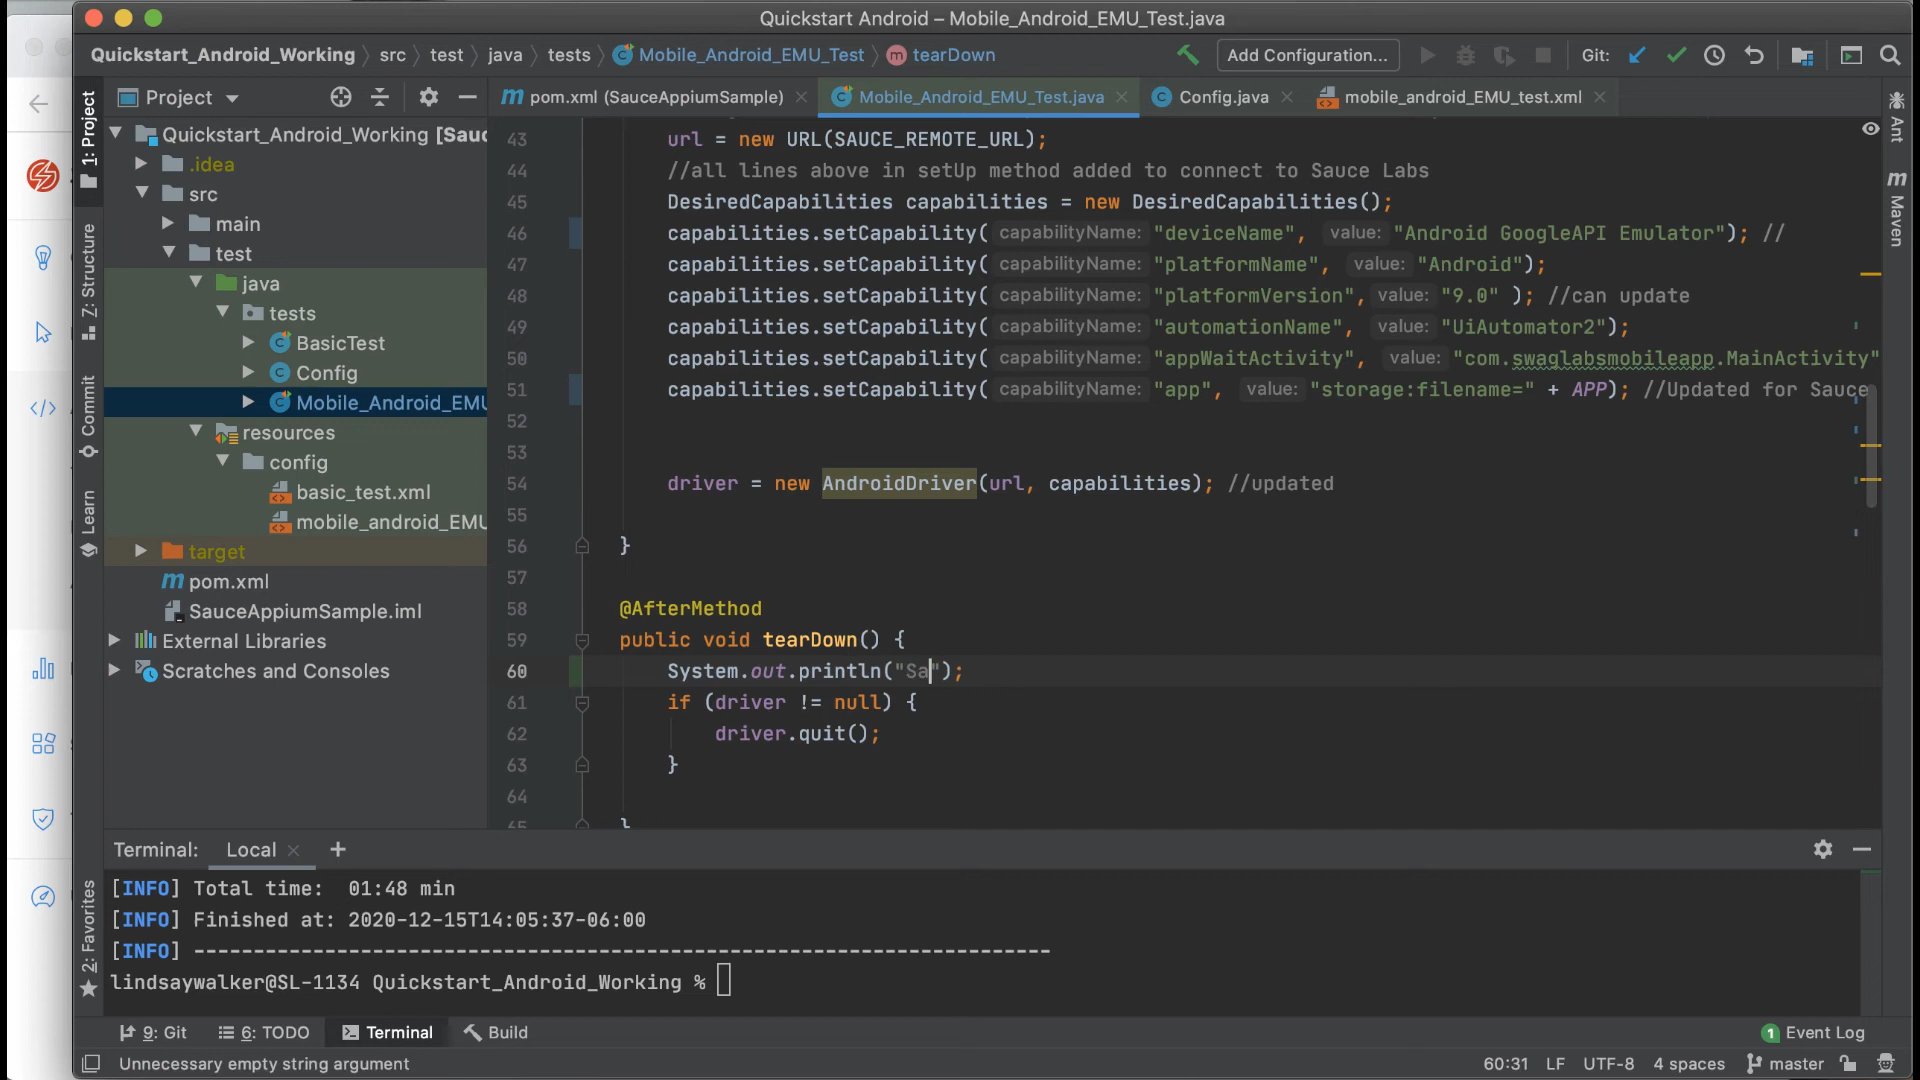 Quickstart Android – Mobile_Android_EMU_Test.java
Quickstart_Android_Working src test java tests Mobile_Android_EMU_Test tearDown Add Configuration... Git:
Project
pom.xml (SauceAppiumSample) Mobile_Android_EMU_Test.java Config.java mobile_android_EMU_test.xml
1: Project
Z: Structure
Commit
Learn
2: Favorites
Ant
Maven
Quickstart_Android_Working [Sauc
.idea
src
main
test
java
tests
BasicTest
Config
Mobile_Android_EMU
resources
config
basic_test.xml
mobile_android_EMU
target
pom.xml
SauceAppiumSample.iml
External Libraries
Scratches and Consoles
43 url = new URL(SAUCE_REMOTE_URL);
44 //all lines above in setUp method added to connect to Sauce Labs
45 DesiredCapabilities capabilities = new DesiredCapabilities();
46 capabilities.setCapability( capabilityName: "deviceName", value: "Android GoogleAPI Emulator"); //
47 capabilities.setCapability( capabilityName: "platformName", value: "Android");
48 capabilities.setCapability( capabilityName: "platformVersion", value: "9.0" ); //can update
49 capabilities.setCapability( capabilityName: "automationName", value: "UiAutomator2");
50 capabilities.setCapability( capabilityName: "appWaitActivity", value: "com.swaglabsmobileapp.MainActivity"
51 capabilities.setCapability( capabilityName: "app", value: "storage:filename=" + APP); //Updated for Sauce
52
53
54 driver = new AndroidDriver(url, capabilities); //updated
55
56 }
57
58 @AfterMethod
59 public void tearDown() {
60 System.out.println("Sa");
61 if (driver != null) {
62 driver.quit();
63 }
64
65 }
Terminal: Local
[INFO] Total time: 01:48 min
[INFO] Finished at: 2020-12-15T14:05:37-06:00
[INFO] ------------------------------------------------------------------------
lindsaywalker@SL-1134 Quickstart_Android_Working %
9: Git 6: TODO Terminal Build 1 Event Log
Unnecessary empty string argument 60:31 LF UTF-8 4 spaces master